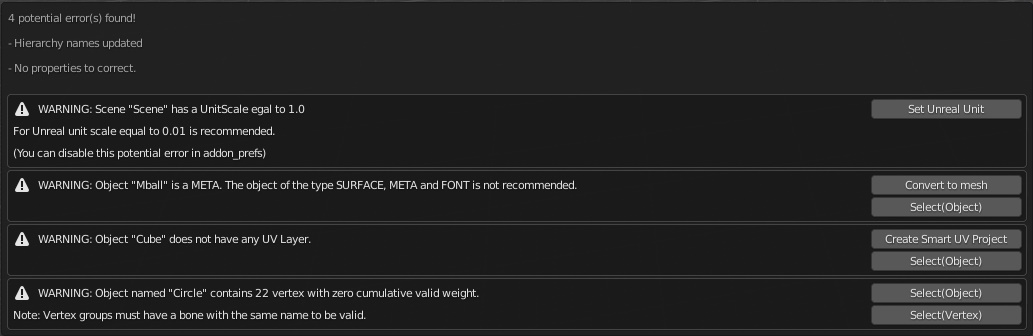 4 potential error(s) found!
- Hierarchy names updated
- No properties to correct.
WARNING: Scene "Scene" has a UnitScale egal to 1.0
Set Unreal Unit
For Unreal unit scale equal to 0.01 is recommended.
(You can disable this potential error in addon_prefs)
WARNING: Object "Mball" is a META. The object of the type SURFACE, META and FONT is not recommended.
Convert to mesh
Select(Object)
WARNING: Object "Cube" does not have any UV Layer.
Create Smart UV Project
Select(Object)
WARNING: Object named "Circle" contains 22 vertex with zero cumulative valid weight.
Select(Object)
Note: Vertex groups must have a bone with the same name to be valid.
Select(Vertex)